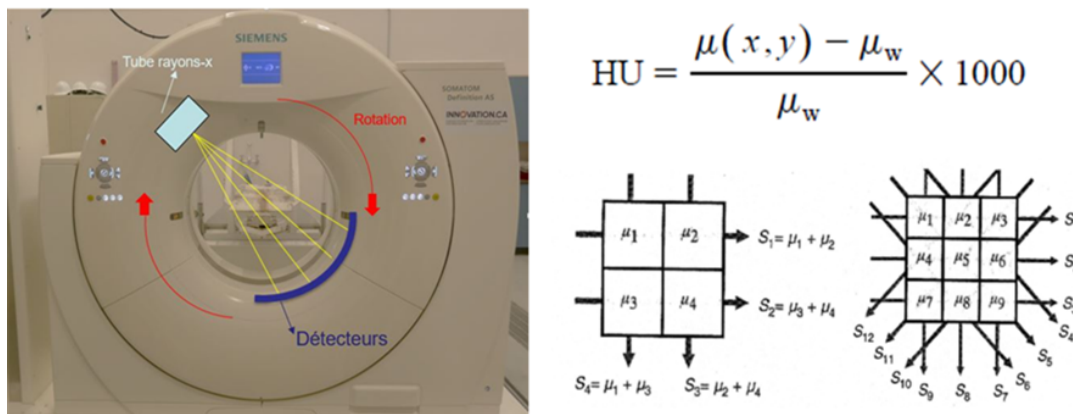 SIEMENS
Tube rayons-x
SOMATOM
Definition AS
INNOVATION.CA
Rotation
Détecteurs
HU = (μ(x,y) − μw) / μw × 1000
μ1 μ2
S1= μ1 + μ2
μ3 μ4
S2= μ3 + μ4
S4= μ1 + μ3
S3= μ2 + μ4
μ1 μ2 μ3
μ4 μ5 μ6
μ7 μ8 μ9
S4
S5
S6
S7
S8
S9
S10
S11
S12